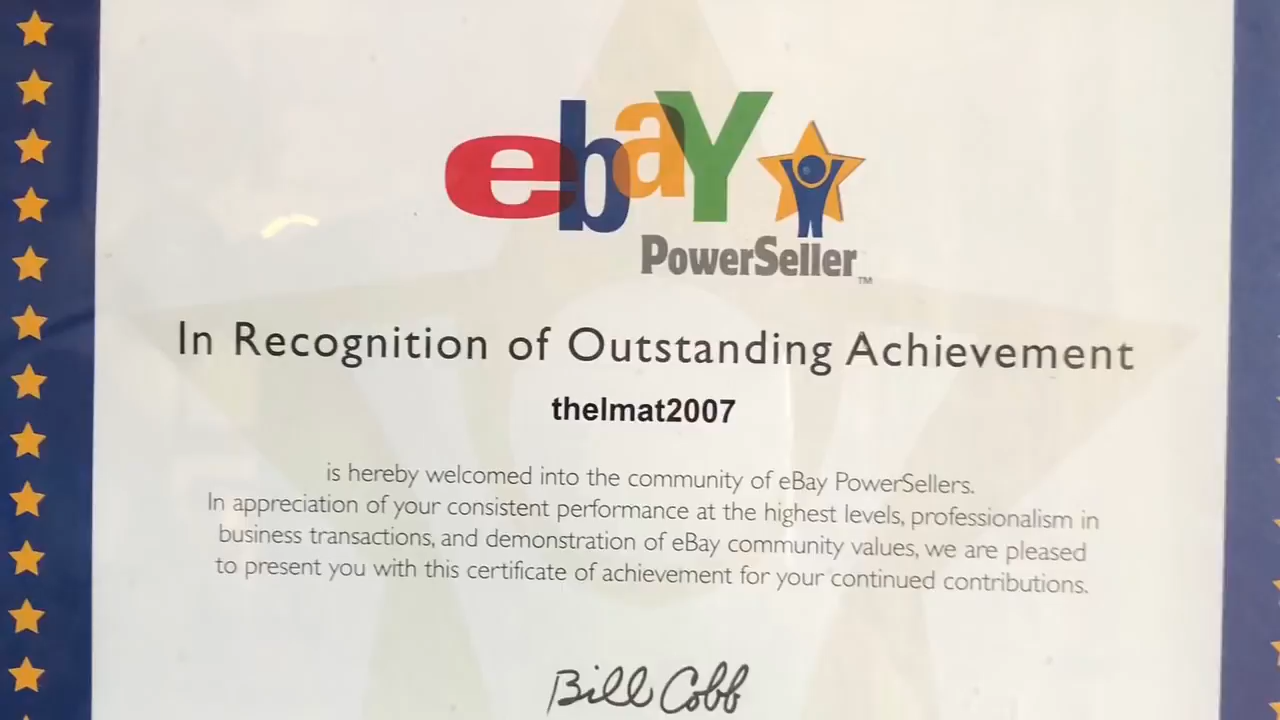 ebaY
PowerSeller™
In Recognition of Outstanding Achievement
thelmat2007
is hereby welcomed into the community of eBay PowerSellers.
In appreciation of your consistent performance at the highest levels, professionalism in
business transactions, and demonstration of eBay community values, we are pleased
to present you with this certificate of achievement for your continued contributions.
Bill Cobb